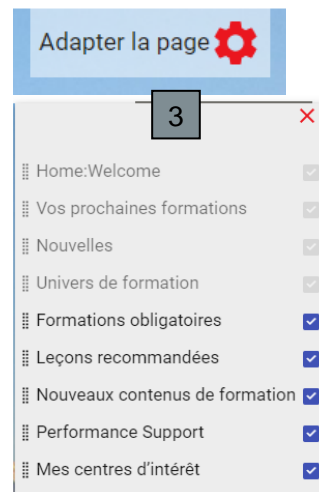 Adapter la page
3
Home:Welcome
Vos prochaines formations
Nouvelles
Univers de formation
Formations obligatoires
Leçons recommandées
Nouveaux contenus de formation
Performance Support
Mes centres d'intérêt